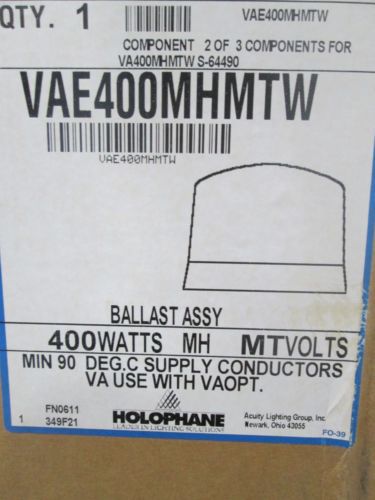 QTY. 1
VAE400MHMTW
COMPONENT 2 OF 3 COMPONENTS FOR
VA400MHMTW S-64490
VAE400MHMTW
VAE400MHMTW
BALLAST ASSY
400WATTS MH MTVOLTS
MIN 90 DEG.C SUPPLY CONDUCTORS
VA USE WITH VAOPT.
FN0611
1 349F21
HOLOPHANE
LEADER IN LIGHTING SOLUTIONS
Acuity Lighting Group, Inc.
Newark, Ohio 43055
FO-39